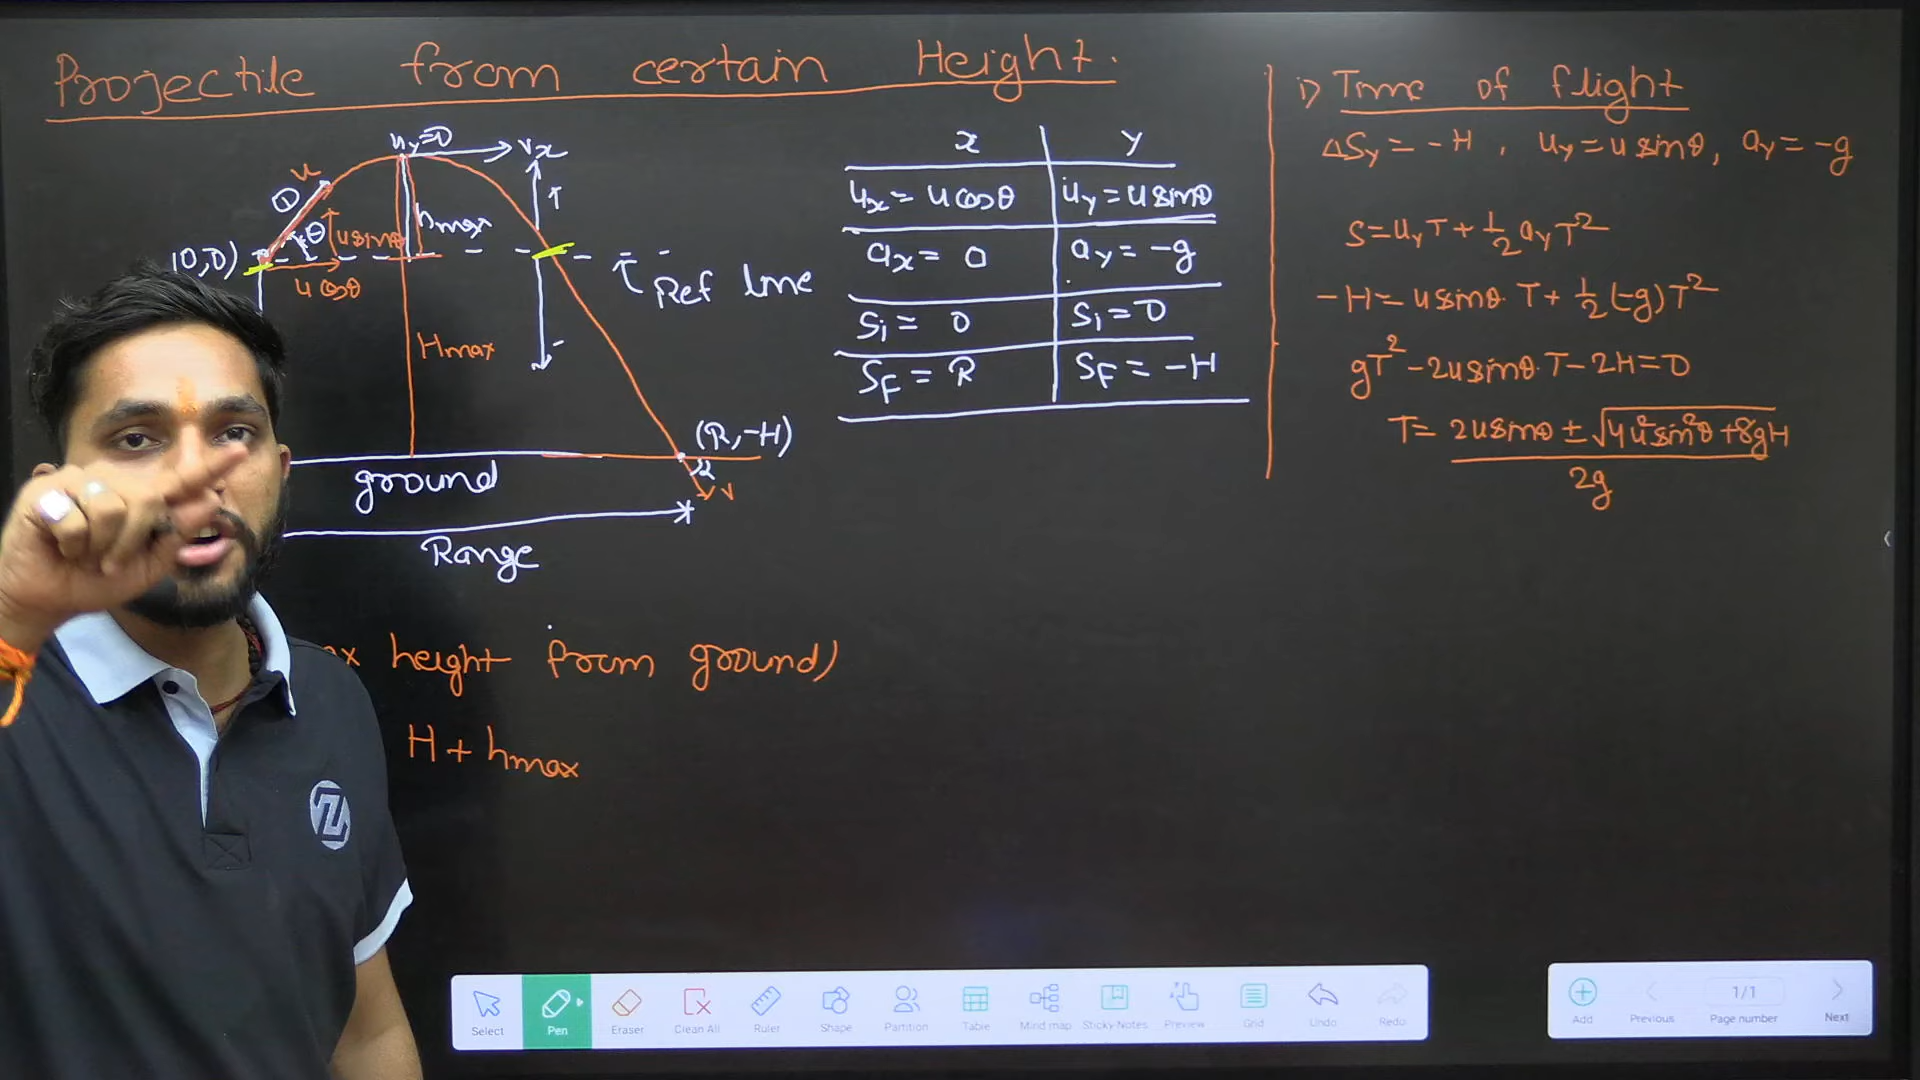 Projectile from certain Height.
uy=0
vx
u
θ
usinθ
hmax
(0,0)
u cosθ
Ref line
Hmax
(R,-H)
v
ground
Range
height from ground)
H + hmax
x y
ux = u cosθ uy = usinθ
ax = 0 ay = -g
Si = 0 Si = 0
SF = R SF = -H
i) Time of flight
ΔSy = -H , uy = u sinθ, ay = -g
S = uyT + 1/2 ayT²
-H = usinθ. T + 1/2 (-g)T²
gT² - 2usinθ. T - 2H = 0
T = 2usinθ ± √4u²sin²θ + 8gH
2g
Select Pen Eraser Clean All Ruler Shape Partition Table Mind map Sticky Notes Preview Grid Undo Redo
Add Previous 1/1 Page number Next